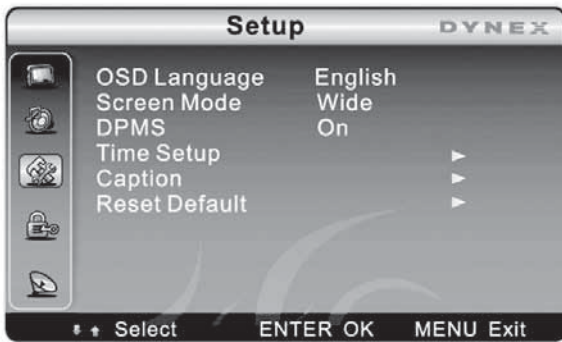 Setup DYNEX
OSD Language English
Screen Mode Wide
DPMS On
Time Setup
Caption
Reset Default
Select ENTER OK MENU Exit